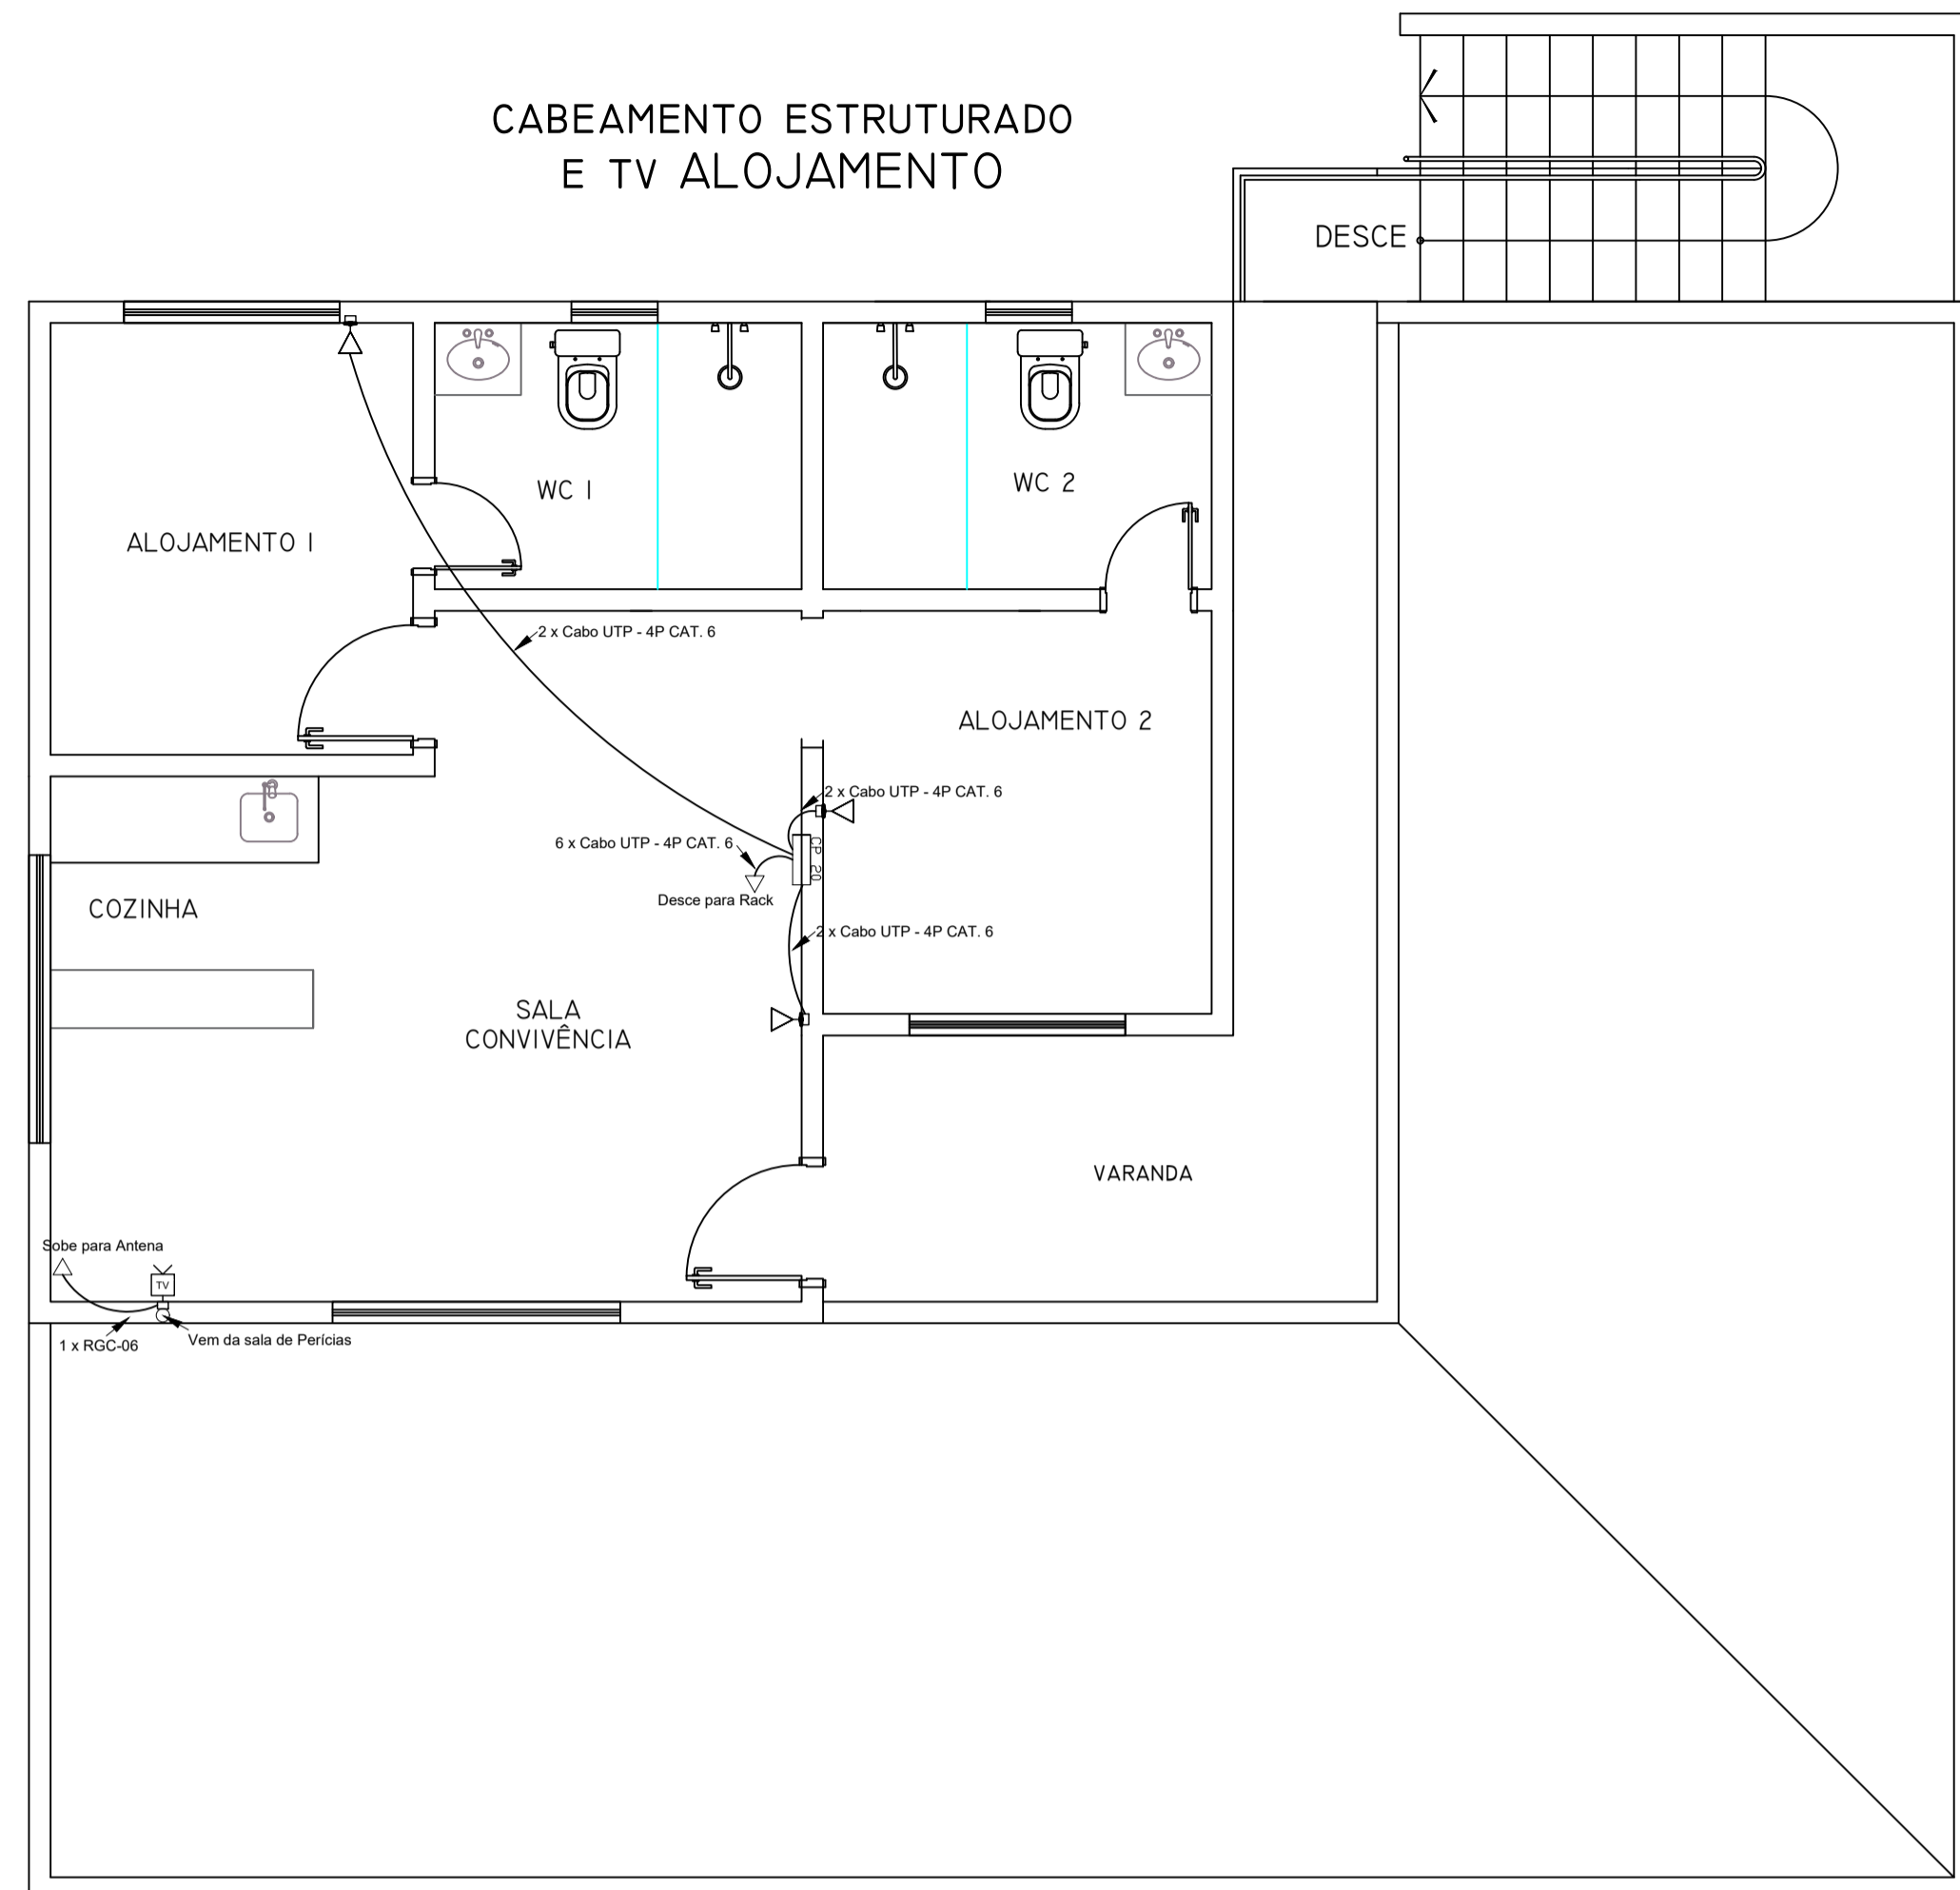 CABEAMENTO ESTRUTURADO
E TV ALOJAMENTO
DESCE
WC 1
WC 2
ALOJAMENTO 1
2 x Cabo UTP - 4P CAT. 6
ALOJAMENTO 2
2 x Cabo UTP - 4P CAT. 6
6 x Cabo UTP - 4P CAT. 6
CP 20
Desce para Rack
COZINHA
2 x Cabo UTP - 4P CAT. 6
SALA
CONVIVÊNCIA
VARANDA
Sobe para Antena
TV
1 x RGC-06
Vem da sala de Perícias